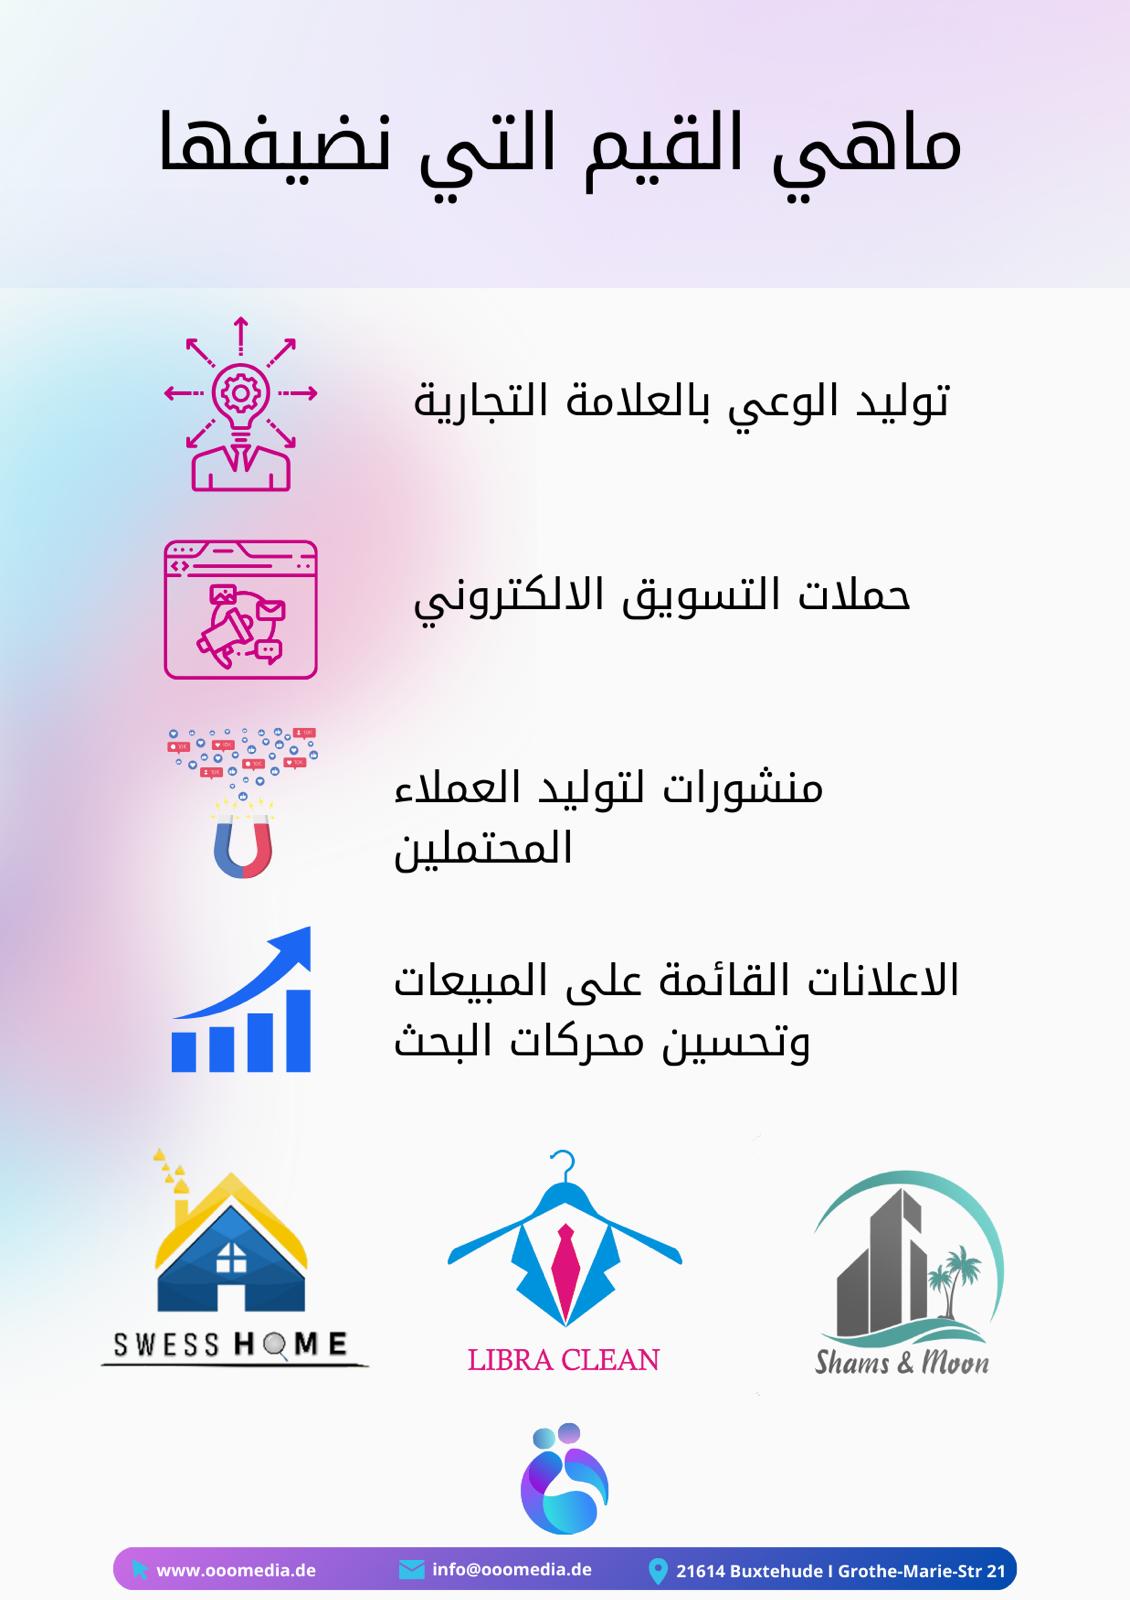 ماهي القيم التي نضيفها
توليد الوعي بالعلامة التجارية
حملات التسويق الالكتروني
منشورات لتوليد العملاء
المحتملين
الاعلانات القائمة على المبيعات
وتحسين محركات البحث
SWESS HOME
LIBRA CLEAN
Shams & Moon
www.ooomedia.de
info@ooomedia.de
21614 Buxtehude I Grothe-Marie-Str 21